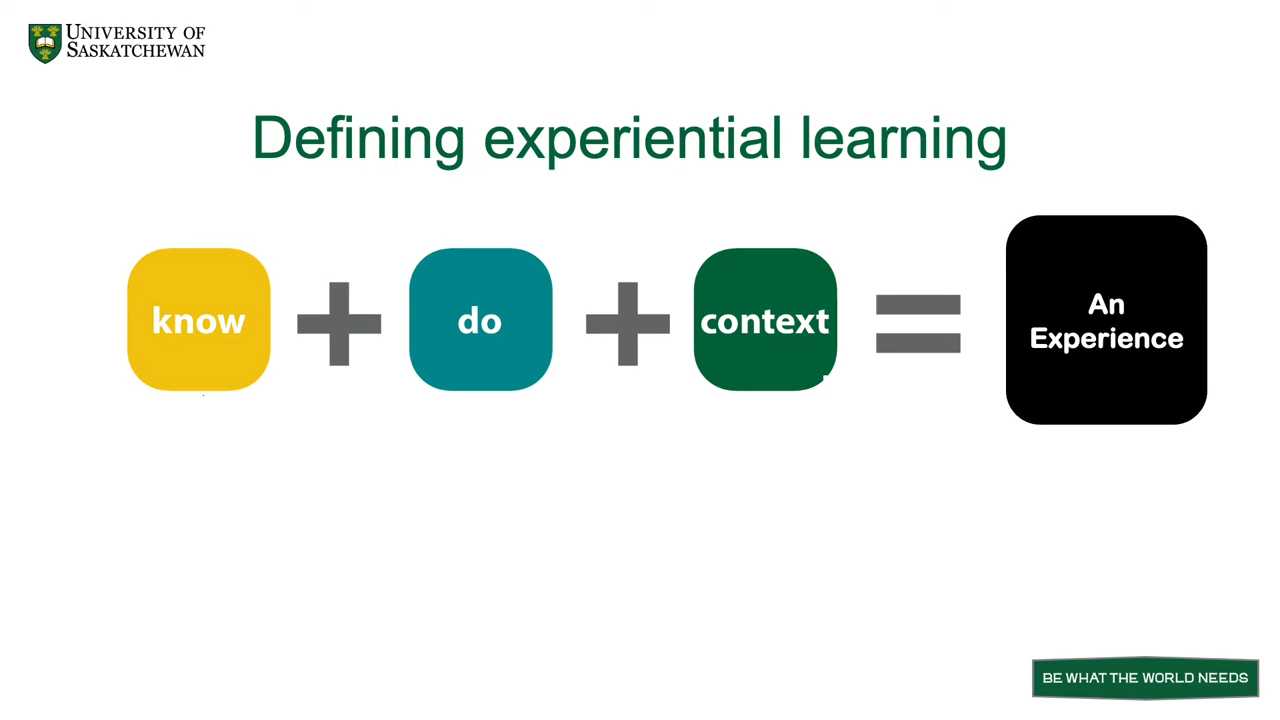 UNIVERSITY OF
SASKATCHEWAN
Defining experiential learning
know + do + context = An
Experience
BE WHAT THE WORLD NEEDS